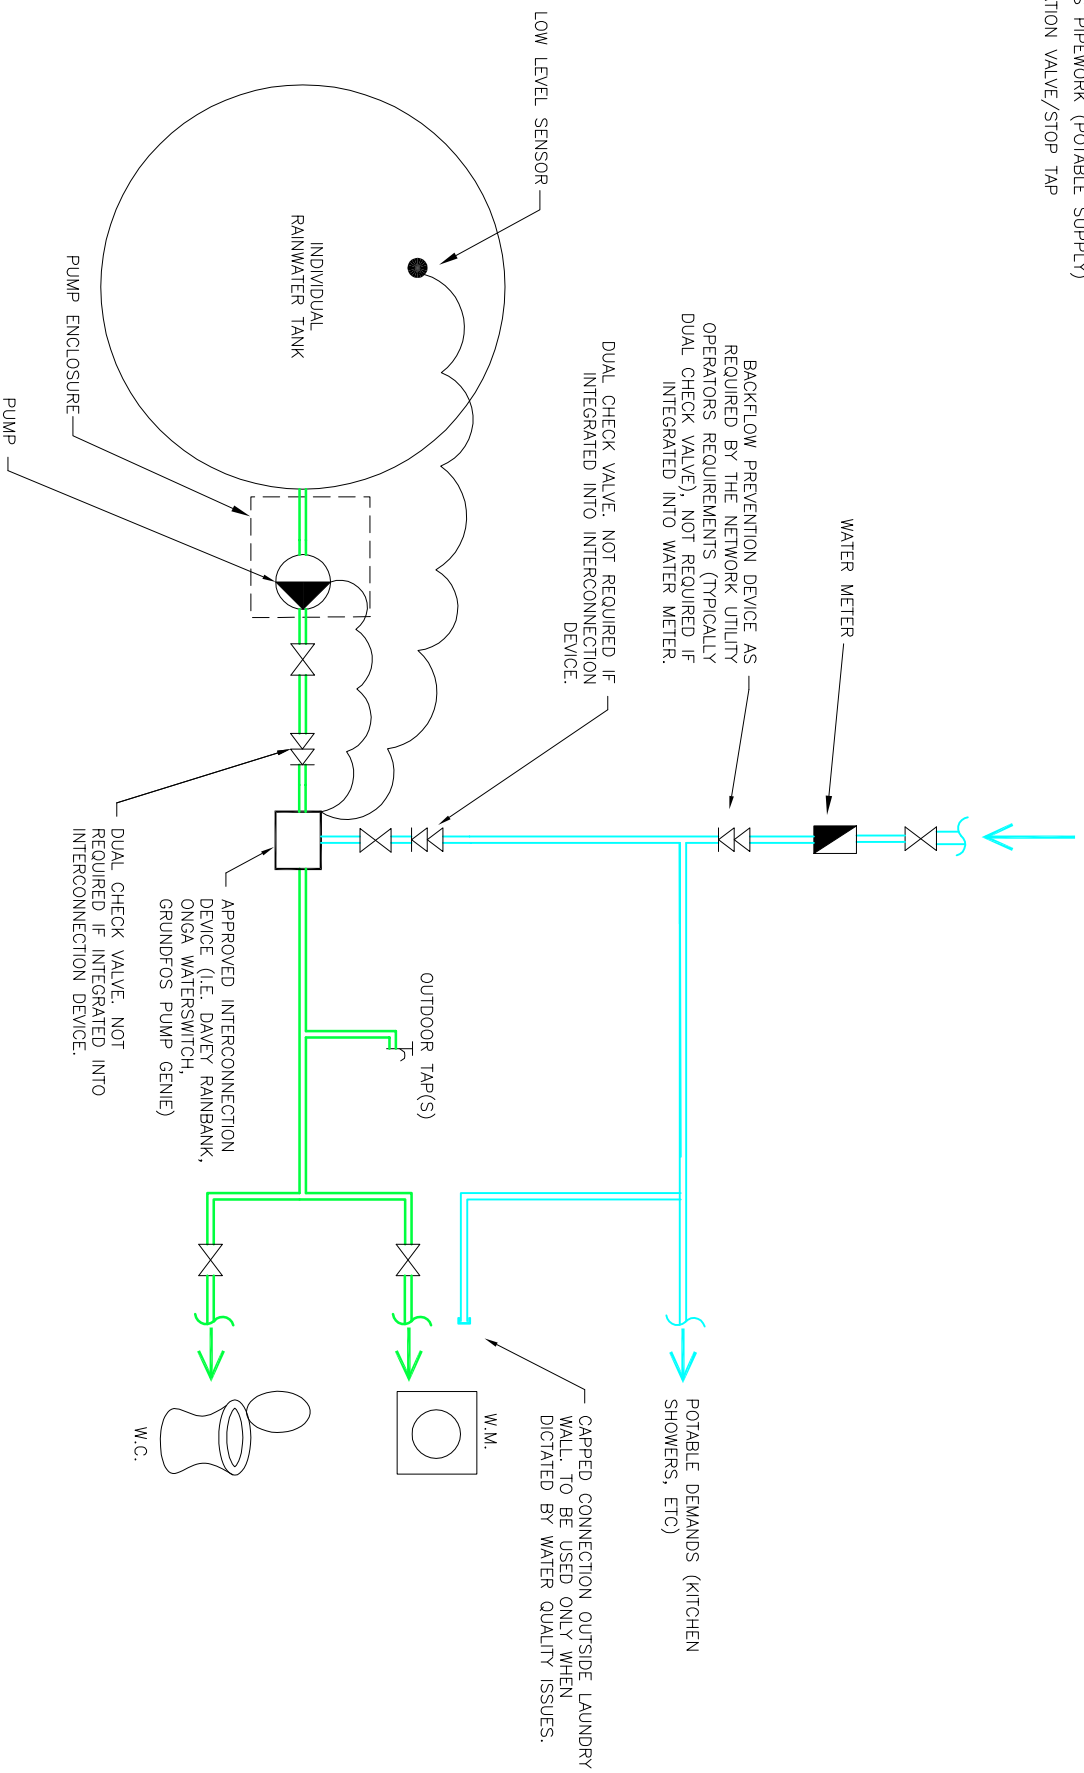 S PIPEWORK (POTABLE SUPPLY)
TION VALVE/STOP TAP
WATER METER
BACKFLOW PREVENTION DEVICE AS
REQUIRED BY THE NETWORK UTILITY
OPERATORS REQUIREMENTS (TYPICALLY
DUAL CHECK VALVE), NOT REQUIRED IF
INTEGRATED INTO WATER METER.
POTABLE DEMANDS (KITCHEN
SHOWERS, ETC)
DUAL CHECK VALVE. NOT REQUIRED IF
INTEGRATED INTO INTERCONNECTION
DEVICE.
CAPPED CONNECTION OUTSIDE LAUNDRY
WALL. TO BE USED ONLY WHEN
DICTATED BY WATER QUALITY ISSUES.
LOW LEVEL SENSOR
W.M.
OUTDOOR TAP(S)
INDIVIDUAL
RAINWATER TANK
APPROVED INTERCONNECTION
DEVICE (I.E. DAVEY RAINBANK,
ONGA WATERSWITCH,
GRUNDFOS PUMP GENIE)
W.C.
DUAL CHECK VALVE. NOT
REQUIRED IF INTEGRATED INTO
INTERCONNECTION DEVICE.
PUMP ENCLOSURE
PUMP